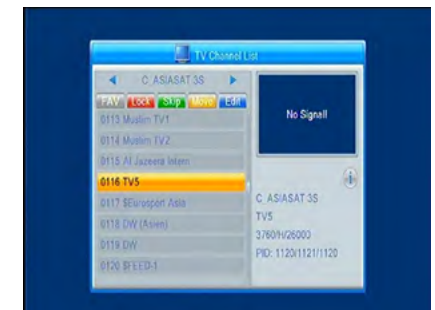 TV Channel List
C_ASIASAT 3S
FAV Lock Skip Move Edit
0113 Muslim TV1
0114 Muslim TV2
0115 Al Jazeera Intern
0116 TV5
0117 $Eurosport Asia
0118 DW (Asien)
0119 DW
0120 $FEED-1
No Signal!
C_ASIASAT 3S
TV5
3760/H/26000
PID: 1120/1121/1120